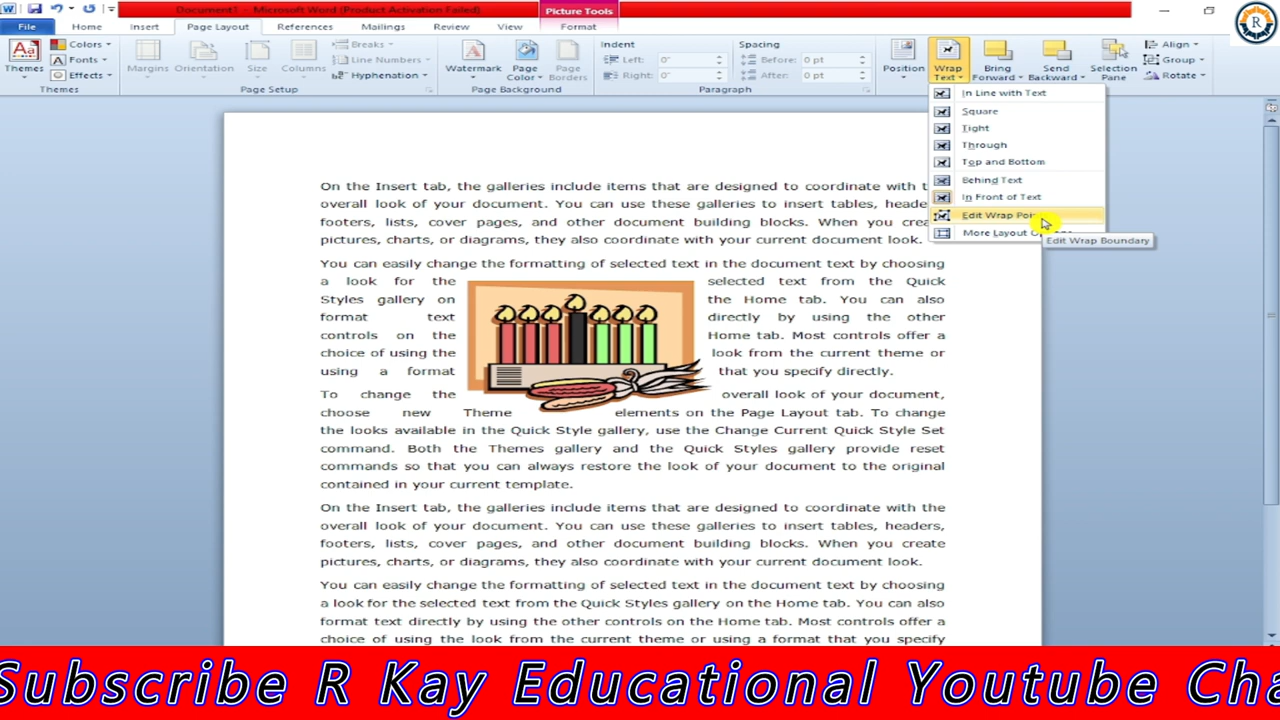 Document1 - Microsoft Word (Product Activation Failed)
Picture Tools
File Home Insert Page Layout References Mailings Review View Format
R
Themes
Colors
Fonts
Effects
Themes
Margins
Orientation
Size
Columns
Breaks
Line Numbers
Hyphenation
Page Setup
Watermark
Page Color
Page Borders
Page Background
Indent
Left: 0"
Right: 0"
Spacing
Before: 0 pt
After: 0 pt
Paragraph
Position
Wrap Text
Bring Forward
Send Backward
Selection Pane
Align
Group
Rotate
In Line with Text
Square
Tight
Through
Top and Bottom
Behind Text
In Front of Text
Edit Wrap
More Layout
Edit Wrap Boundary
On the Insert tab, the galleries include items that are designed to coordinate with
overall look of your document. You can use these galleries to insert tables,
footers, lists, cover pages, and other document building blocks. When you
pictures, charts, or diagrams, they also coordinate with your current document look.
You can easily change the formatting of selected text in the document text by choosing
a look for the selected text from the Quick
Styles gallery on the Home tab. You can also
format text directly by using the other
controls on the Home tab. Most controls offer a
choice of using the look from the current theme or
using a format that you specify directly.
To change the overall look of your document,
choose new Theme elements on the Page Layout tab. To change
the looks available in the Quick Style gallery, use the Change Current Quick Style Set
command. Both the Themes gallery and the Quick Styles gallery provide reset
commands so that you can always restore the look of your document to the original
contained in your current template.
On the Insert tab, the galleries include items that are designed to coordinate with the
overall look of your document. You can use these galleries to insert tables, headers,
footers, lists, cover pages, and other document building blocks. When you create
pictures, charts, or diagrams, they also coordinate with your current document look.
You can easily change the formatting of selected text in the document text by choosing
a look for the selected text from the Quick Styles gallery on the Home tab. You can also
format text directly by using the other controls on the Home tab. Most controls offer a
choice of using the look from the current theme or using a format that you specify
Subscribe R Kay Educational Youtube Cha